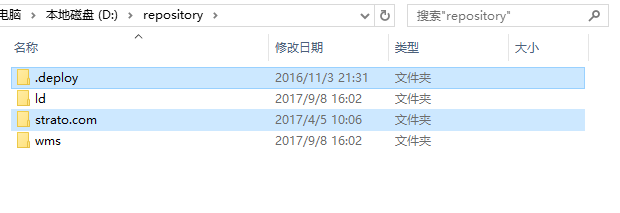 电脑 › 本地磁盘 (D:) › repository › 搜索"repository"
名称 修改日期 类型 大小
.deploy 2016/11/3 21:31 文件夹
ld 2017/9/8 16:02 文件夹
strato.com 2017/4/5 10:06 文件夹
wms 2017/9/8 16:02 文件夹